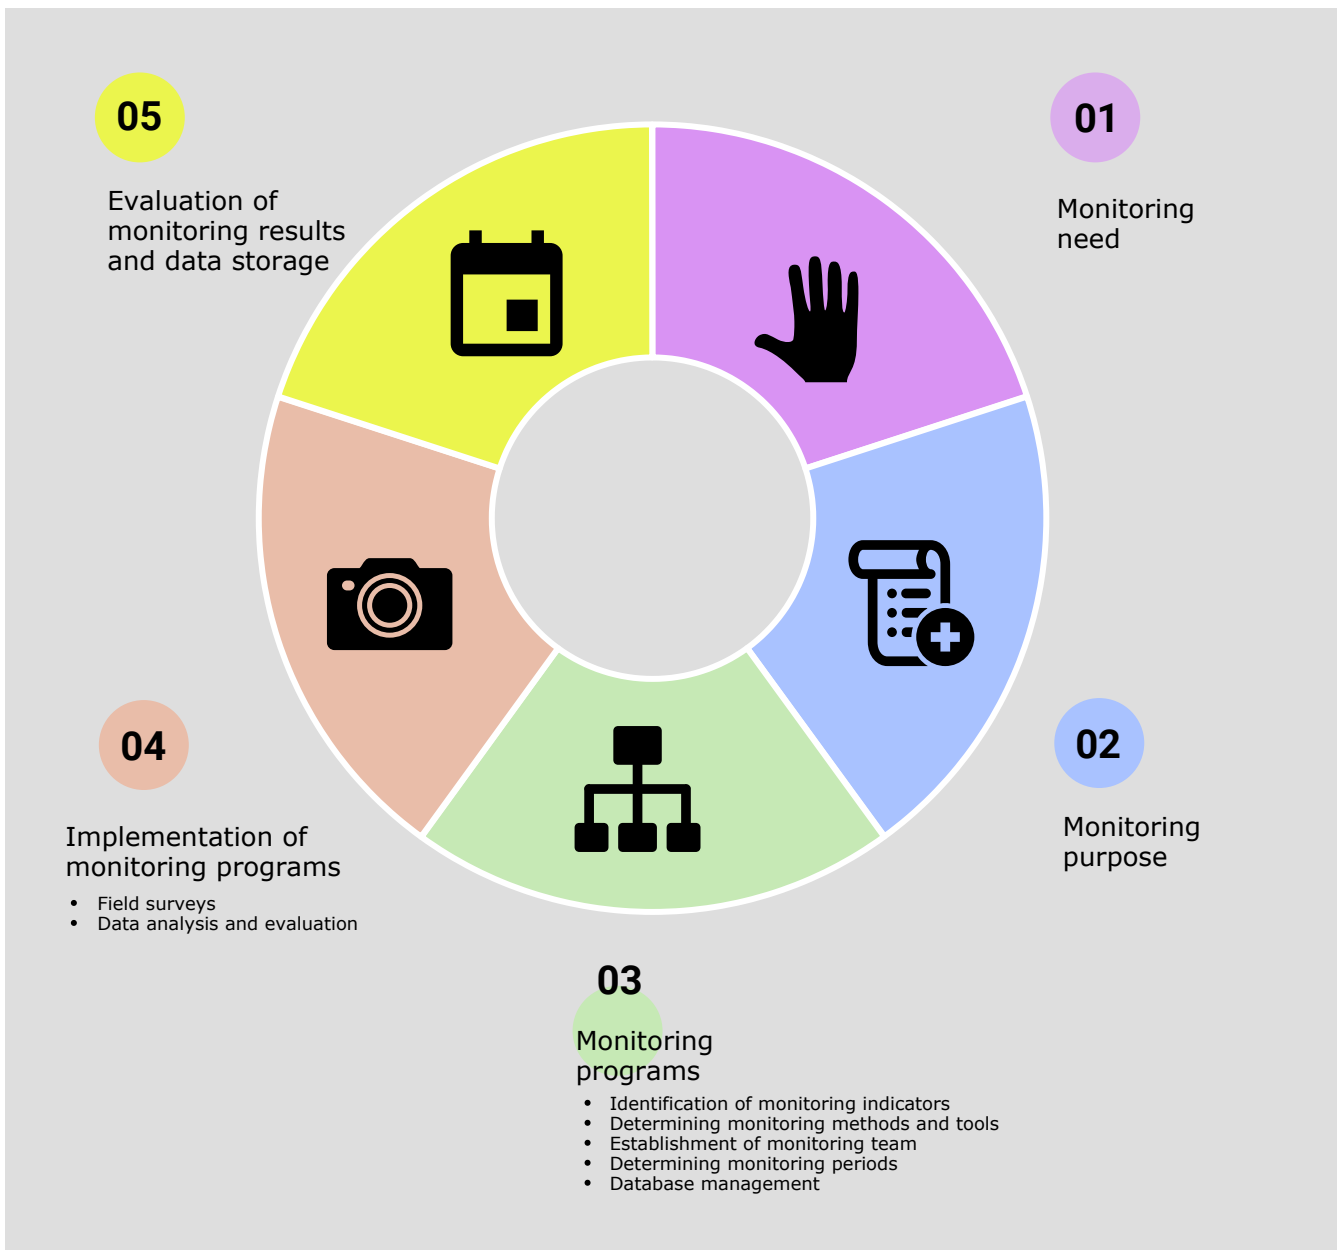 01
Monitoring
need
02
Monitoring
purpose
03
Monitoring
programs
• Identification of monitoring indicators
• Determining monitoring methods and tools
• Establishment of monitoring team
• Determining monitoring periods
• Database management
04
Implementation of
monitoring programs
• Field surveys
• Data analysis and evaluation
05
Evaluation of
monitoring results
and data storage